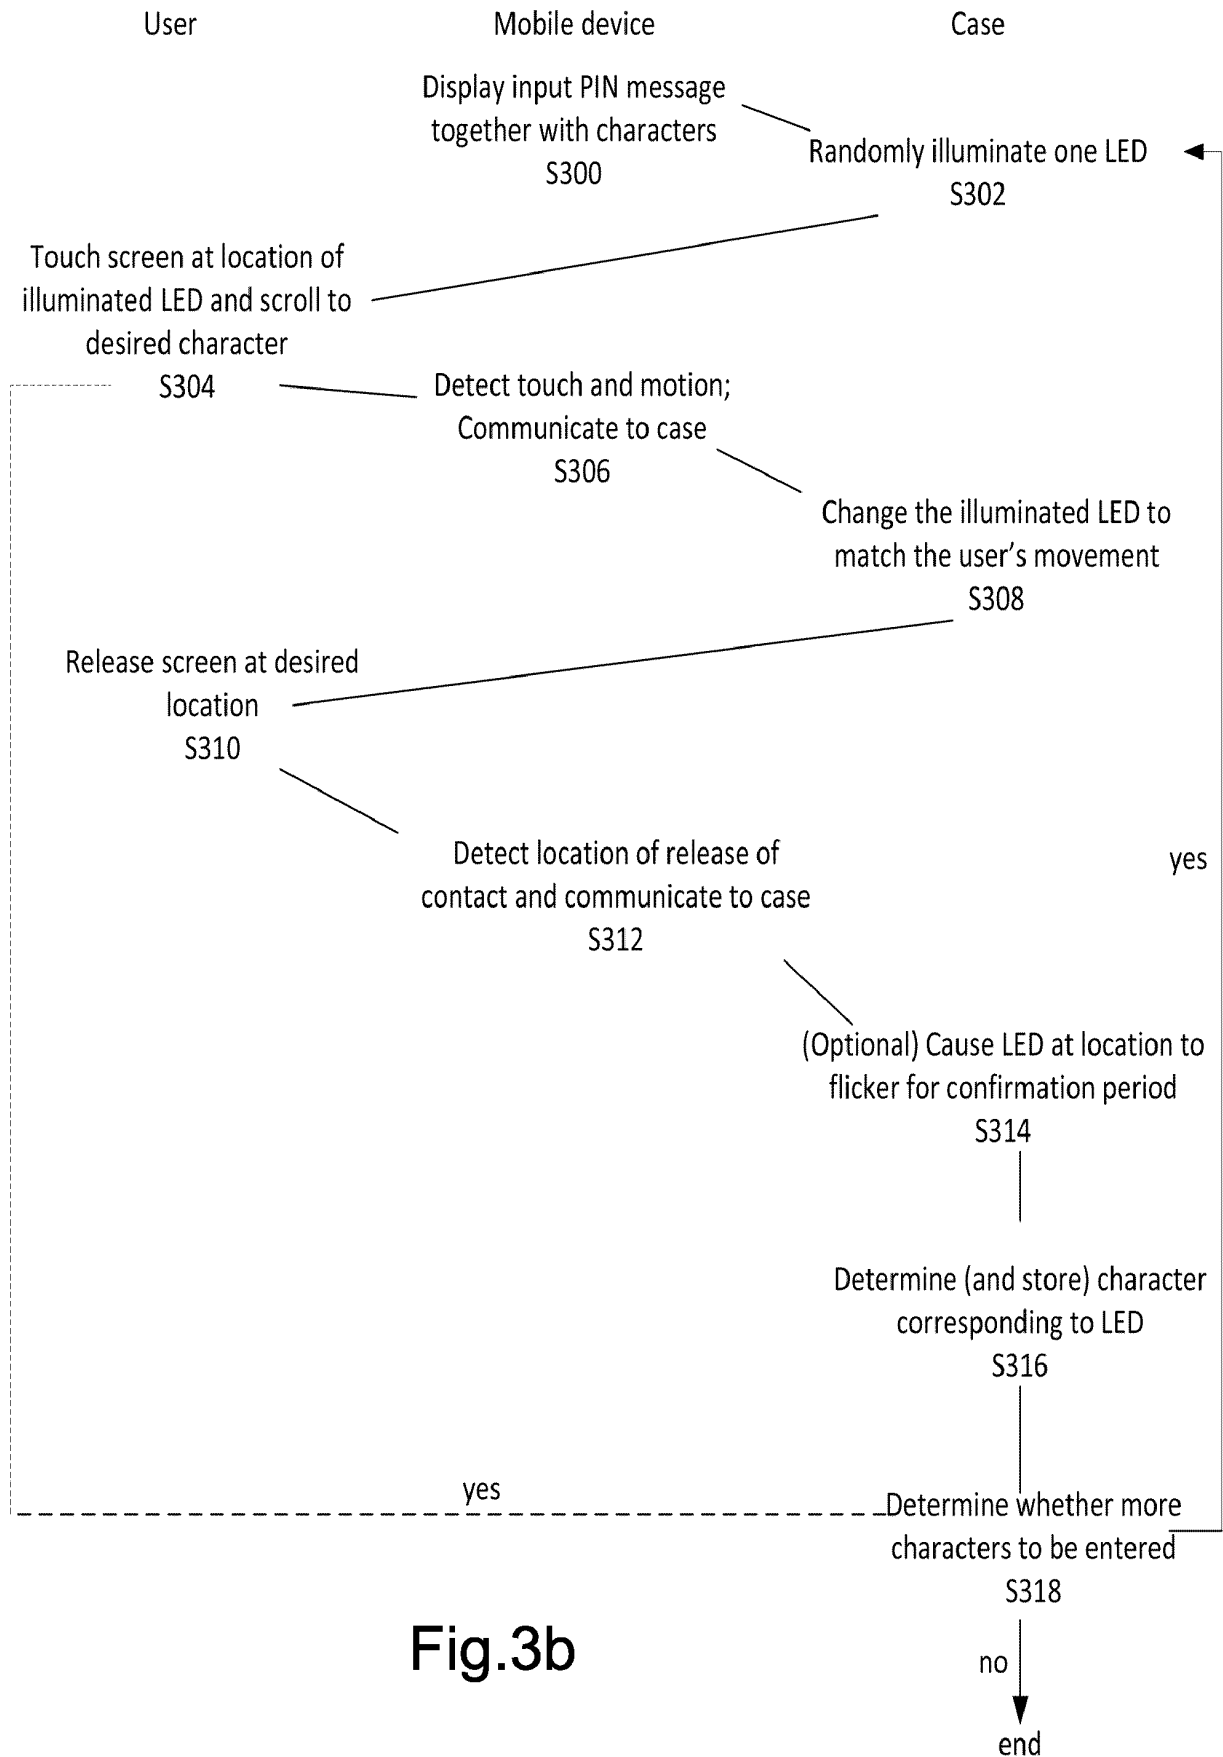 User
Mobile device
Case
Display input PIN message
together with characters
S300
Randomly illuminate one LED
S302
Touch screen at location of
illuminated LED and scroll to
desired character
S304
Detect touch and motion;
Communicate to case
S306
Change the illuminated LED to
match the user's movement
S308
Release screen at desired
location
S310
Detect location of release of
contact and communicate to case
S312
yes
(Optional) Cause LED at location to
flicker for confirmation period
S314
Determine (and store) character
corresponding to LED
S316
yes
Determine whether more
characters to be entered
S318
no
end
Fig.3b